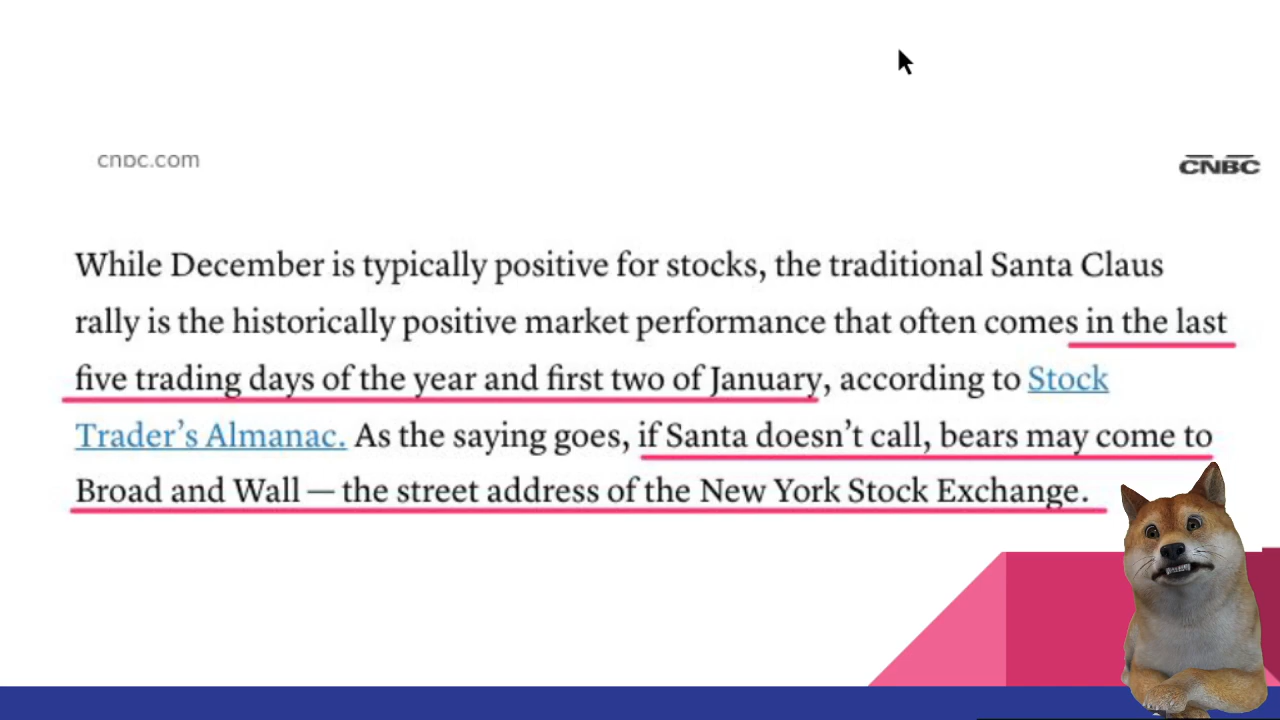 cnbc.com
CNBC
While December is typically positive for stocks, the traditional Santa Claus
rally is the historically positive market performance that often comes in the last
five trading days of the year and first two of January, according to Stock
Trader’s Almanac. As the saying goes, if Santa doesn’t call, bears may come to
Broad and Wall — the street address of the New York Stock Exchange.